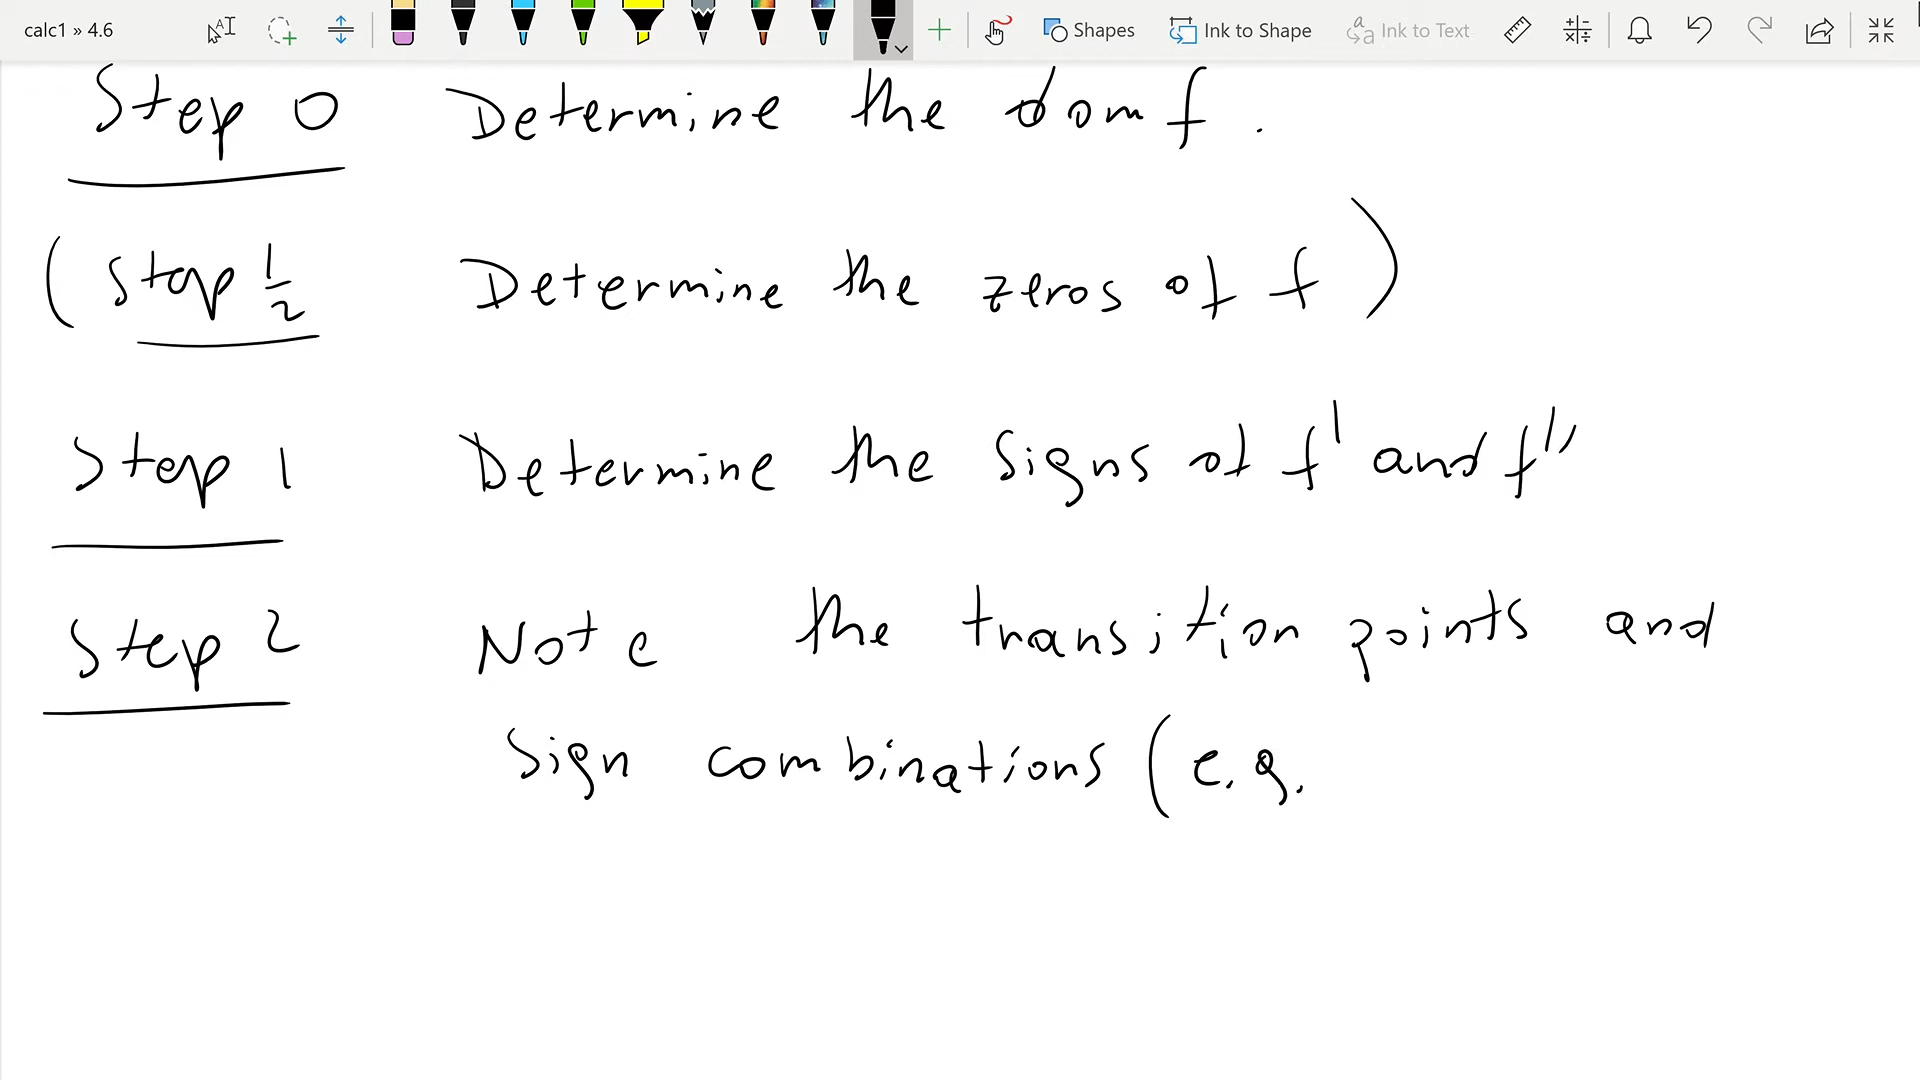 calc1 » 4.6 Shapes Ink to Shape Ink to Text
Step 0 Determine the dom f.
(Step 1/2 Determine the zeros of f)
Step 1 Determine the signs of f' and f''
Step 2 Note the transition points and
sign combinations (e.g.